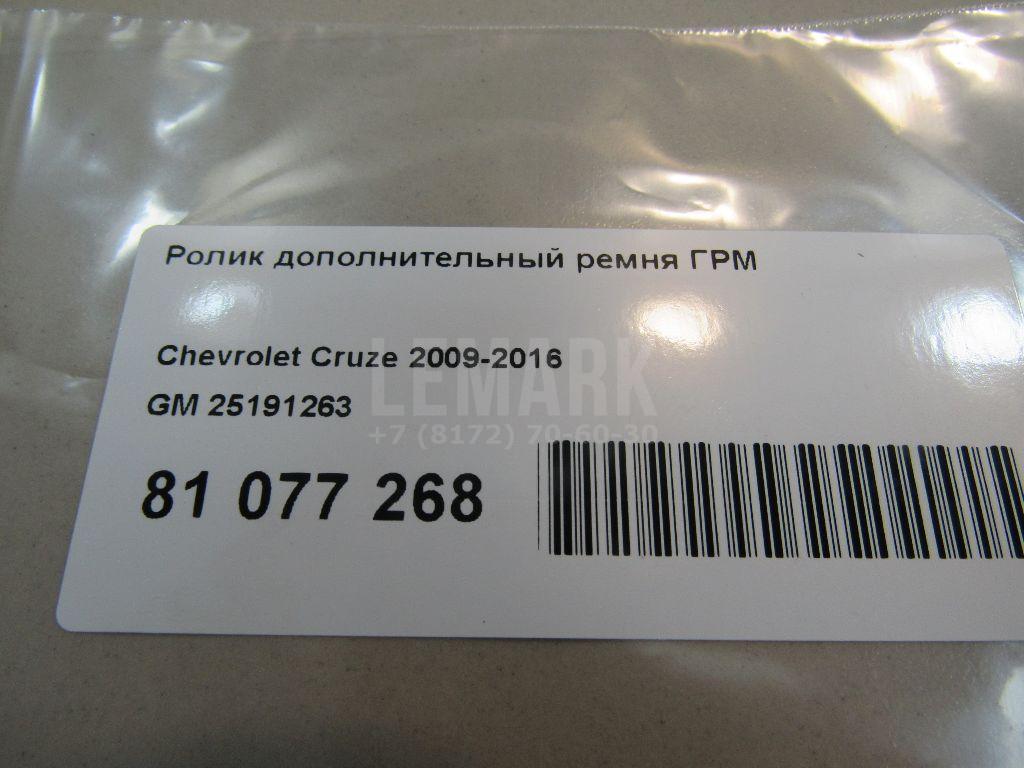 Ролик дополнительный ремня ГРМ
Chevrolet Cruze 2009-2016
LEMARK
GM 25191263
+7 (8172) 70-60-30
81 077 268